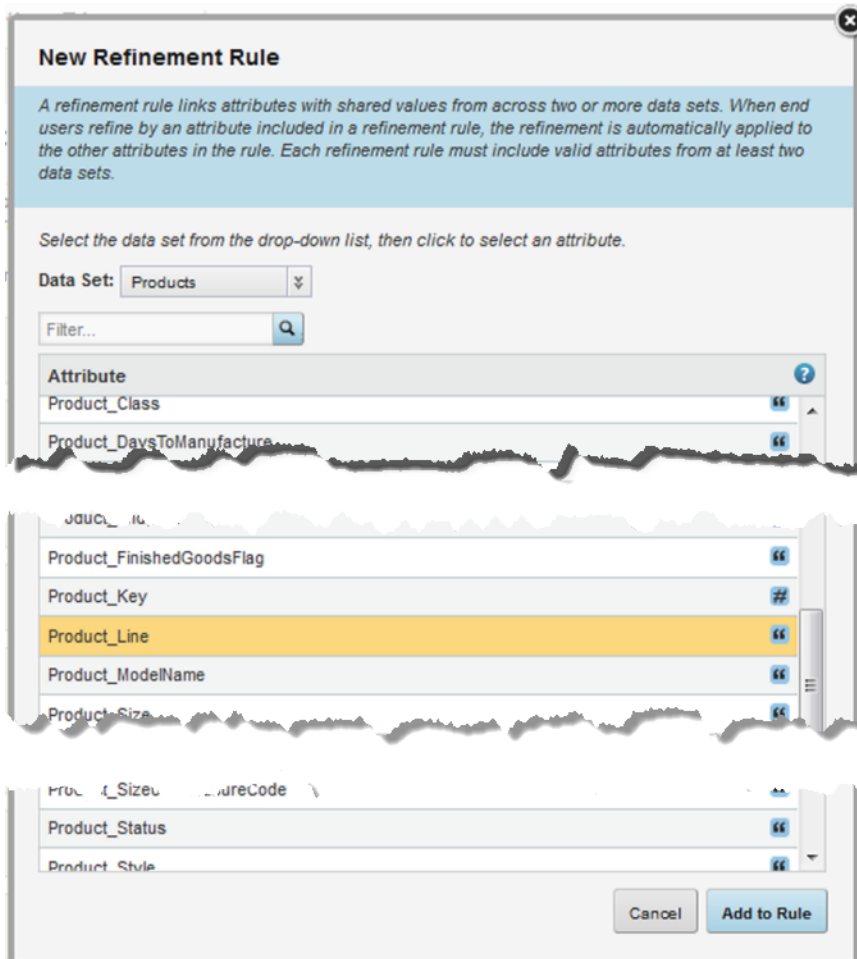 New Refinement Rule
A refinement rule links attributes with shared values from across two or more data sets. When end
users refine by an attribute included in a refinement rule, the refinement is automatically applied to
the other attributes in the rule. Each refinement rule must include valid attributes from at least two
data sets.
Select the data set from the drop-down list, then click to select an attribute.
Data Set: Products
Filter...
Attribute ?
Product_Class
Product_DaysToManufacture
Product_FinishedGoodsFlag
Product_Key #
Product_Line
Product_ModelName
Product_Size
Product_Status
Product_Style
Cancel Add to Rule